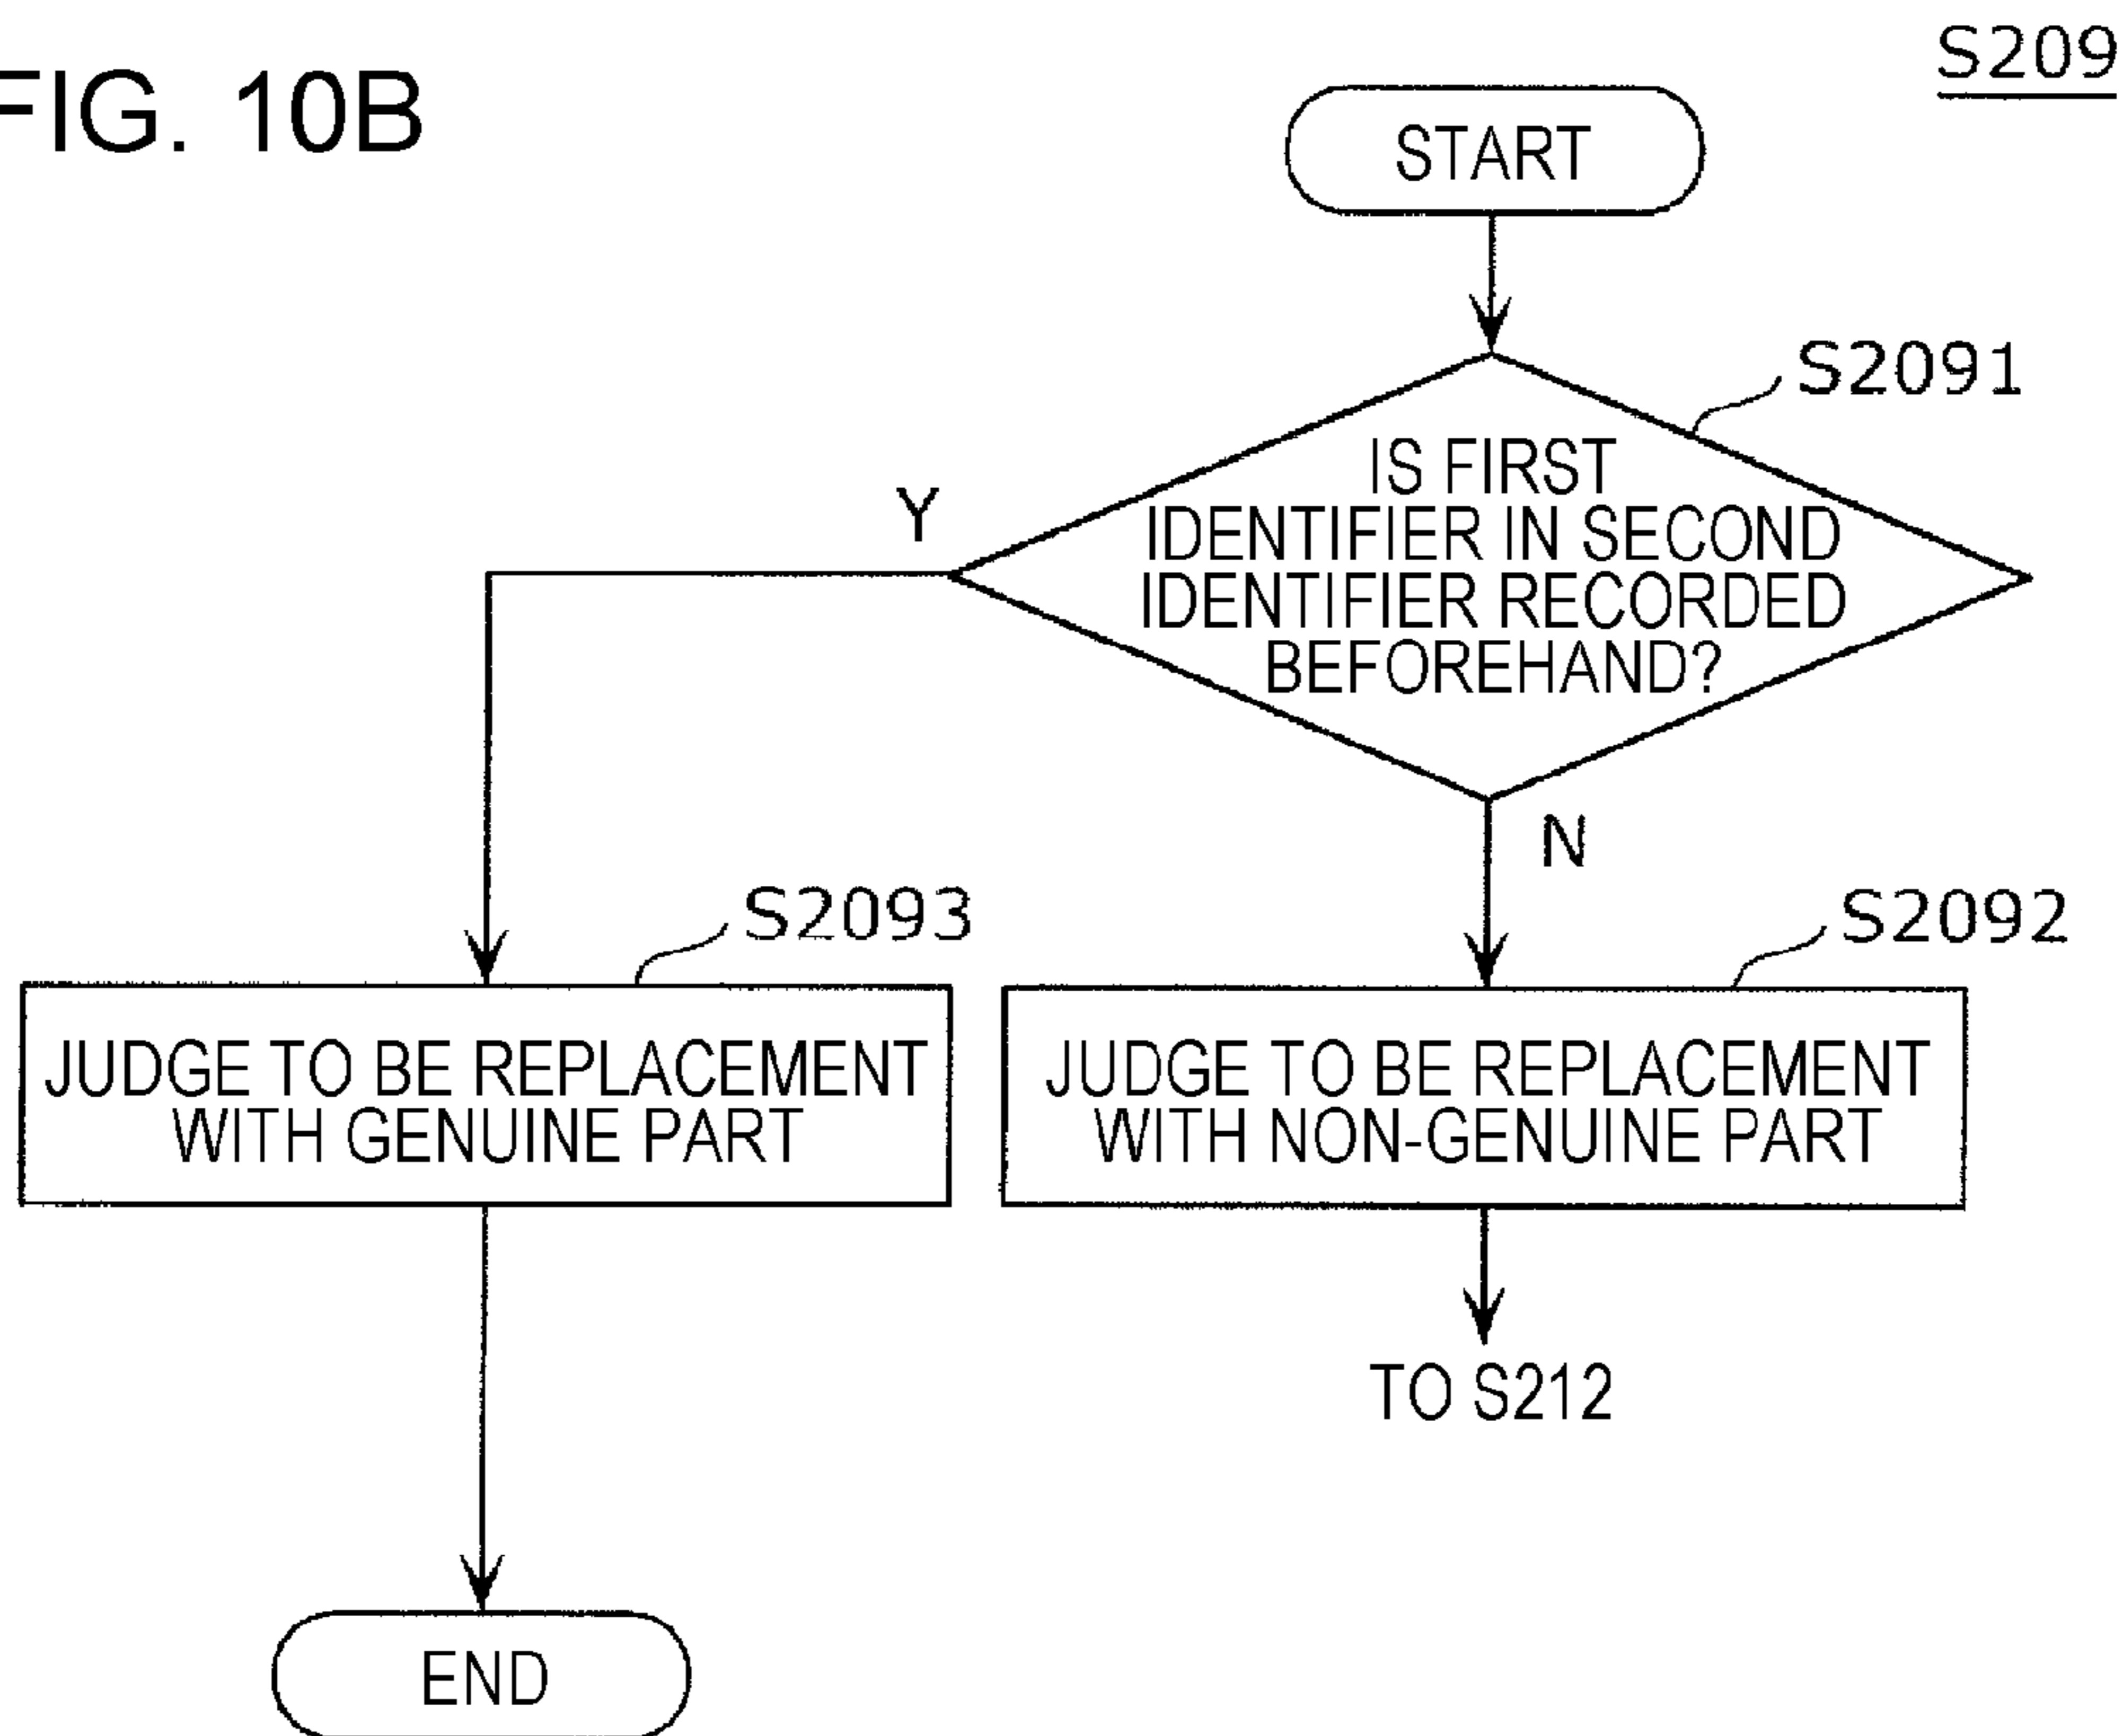 FIG. 10B
S209
START
S2091
IS FIRST
IDENTIFIER IN SECOND
IDENTIFIER RECORDED
BEFOREHAND?
Y
N
S2093
S2092
JUDGE TO BE REPLACEMENT
WITH GENUINE PART
JUDGE TO BE REPLACEMENT
WITH NON-GENUINE PART
TO S212
END